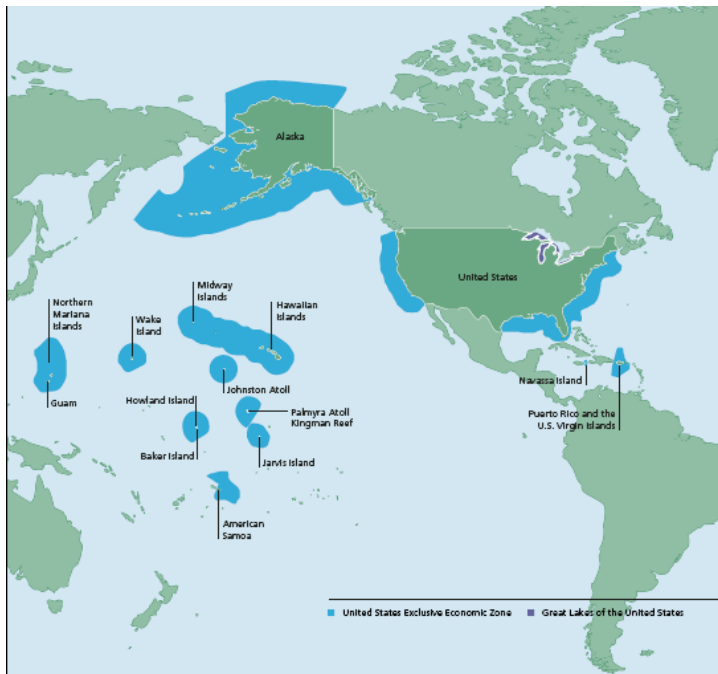 Alaska
United States
Northern
Mariana
Islands
Wake
Island
Midway
Islands
Hawaiian
Islands
Guam
Johnston Atoll
Howland Island
Palmyra Atoll
Kingman Reef
Baker Island
Jarvis Island
American
Samoa
Navassa Island
Puerto Rico and the
U.S. Virgin Islands
United States Exclusive Economic Zone
Great Lakes of the United States